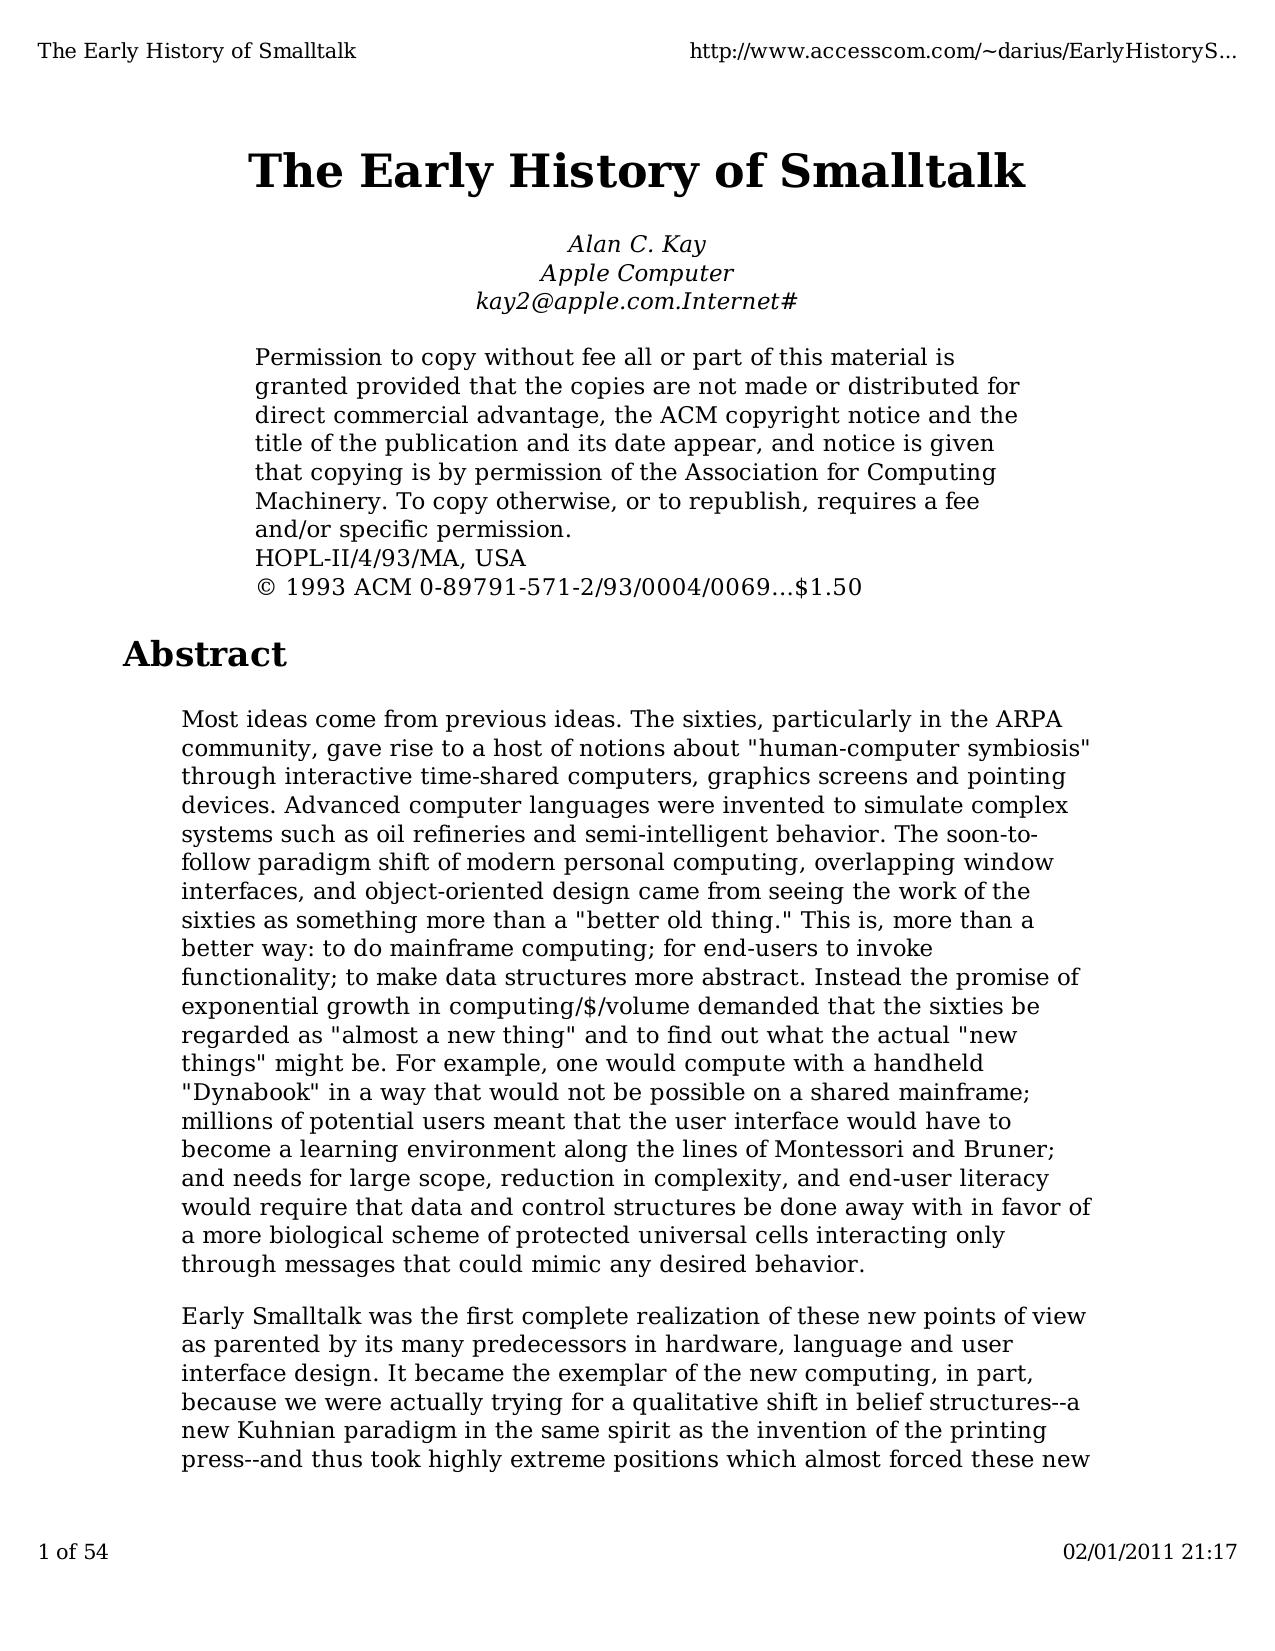 The Early History of Smalltalk
http://www.accesscom.com/~darius/EarlyHistoryS...
The Early History of Smalltalk
Alan C. Kay
Apple Computer
kay2@apple.com.Internet#
Permission to copy without fee all or part of this material is
granted provided that the copies are not made or distributed for
direct commercial advantage, the ACM copyright notice and the
title of the publication and its date appear, and notice is given
that copying is by permission of the Association for Computing
Machinery. To copy otherwise, or to republish, requires a fee
and/or specific permission.
HOPL-II/4/93/MA, USA
© 1993 ACM 0-89791-571-2/93/0004/0069...$1.50
Abstract
Most ideas come from previous ideas. The sixties, particularly in the ARPA
community, gave rise to a host of notions about "human-computer symbiosis"
through interactive time-shared computers, graphics screens and pointing
devices. Advanced computer languages were invented to simulate complex
systems such as oil refineries and semi-intelligent behavior. The soon-to-
follow paradigm shift of modern personal computing, overlapping window
interfaces, and object-oriented design came from seeing the work of the
sixties as something more than a "better old thing." This is, more than a
better way: to do mainframe computing; for end-users to invoke
functionality; to make data structures more abstract. Instead the promise of
exponential growth in computing/$/volume demanded that the sixties be
regarded as "almost a new thing" and to find out what the actual "new
things" might be. For example, one would compute with a handheld
"Dynabook" in a way that would not be possible on a shared mainframe;
millions of potential users meant that the user interface would have to
become a learning environment along the lines of Montessori and Bruner;
and needs for large scope, reduction in complexity, and end-user literacy
would require that data and control structures be done away with in favor of
a more biological scheme of protected universal cells interacting only
through messages that could mimic any desired behavior.
Early Smalltalk was the first complete realization of these new points of view
as parented by its many predecessors in hardware, language and user
interface design. It became the exemplar of the new computing, in part,
because we were actually trying for a qualitative shift in belief structures--a
new Kuhnian paradigm in the same spirit as the invention of the printing
press--and thus took highly extreme positions which almost forced these new
1 of 54
02/01/2011 21:17